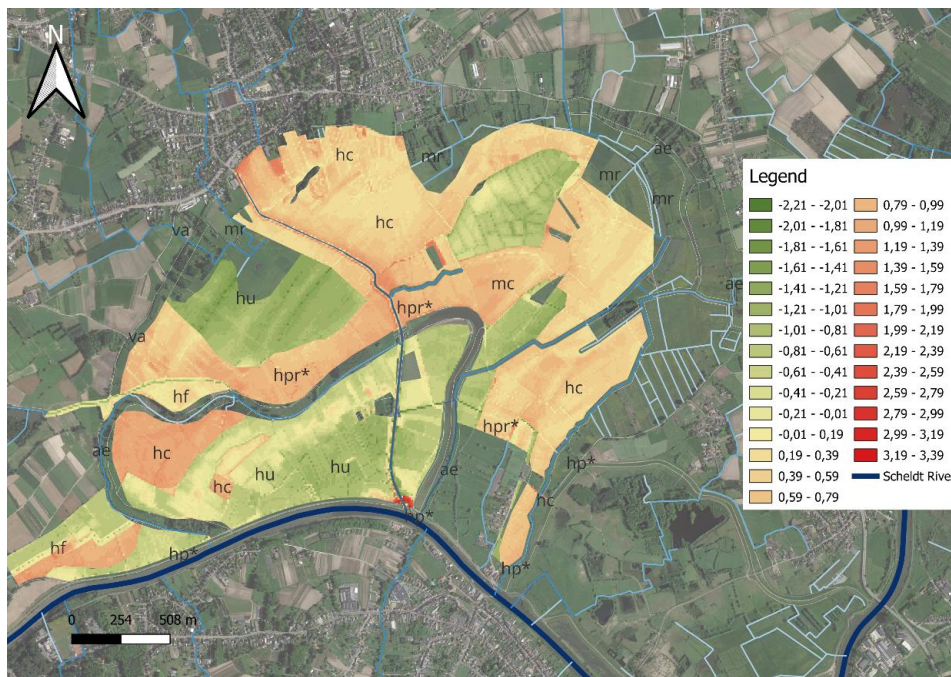 N
hc
mr
ae
mr
mr
hc
va
mr
hu
mc
ae
hpr*
va
hpr*
hc
hf
hpr*
ae
hc
hu
hu
ae
hp*
hc
hc
hp*
hf
hp*
hp*
0 254 508 m
Legend
-2,21 - -2,01
-2,01 - -1,81
-1,81 - -1,61
-1,61 - -1,41
-1,41 - -1,21
-1,21 - -1,01
-1,01 - -0,81
-0,81 - -0,61
-0,61 - -0,41
-0,41 - -0,21
-0,21 - -0,01
-0,01 - 0,19
0,19 - 0,39
0,39 - 0,59
0,59 - 0,79
0,79 - 0,99
0,99 - 1,19
1,19 - 1,39
1,39 - 1,59
1,59 - 1,79
1,79 - 1,99
1,99 - 2,19
2,19 - 2,39
2,39 - 2,59
2,59 - 2,79
2,79 - 2,99
2,99 - 3,19
3,19 - 3,39
Scheldt Rive